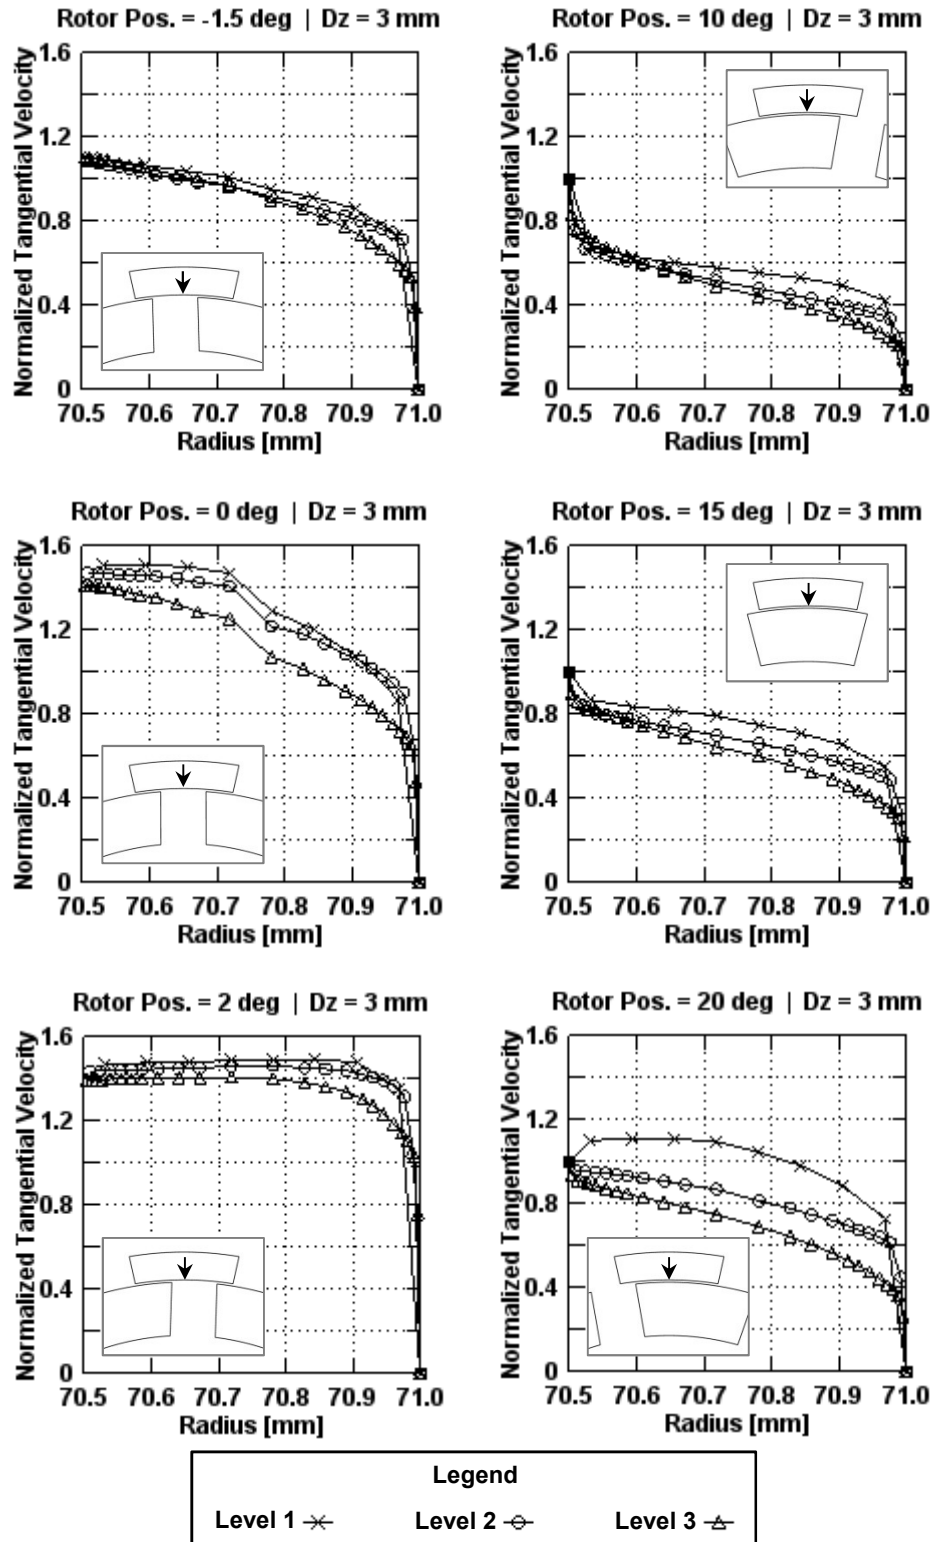 Rotor Pos. = -1.5 deg | Dz = 3 mm
Normalized Tangential Velocity
1.6
1.2
0.8
0.4
0
70.5 70.6 70.7 70.8 70.9 71.0
Radius [mm]
Rotor Pos. = 10 deg | Dz = 3 mm
Normalized Tangential Velocity
1.6
1.2
0.8
0.4
0
70.5 70.6 70.7 70.8 70.9 71.0
Radius [mm]
Rotor Pos. = 0 deg | Dz = 3 mm
Normalized Tangential Velocity
1.6
1.2
0.8
0.4
0
70.5 70.6 70.7 70.8 70.9 71.0
Radius [mm]
Rotor Pos. = 15 deg | Dz = 3 mm
Normalized Tangential Velocity
1.6
1.2
0.8
0.4
0
70.5 70.6 70.7 70.8 70.9 71.0
Radius [mm]
Rotor Pos. = 2 deg | Dz = 3 mm
Normalized Tangential Velocity
1.6
1.2
0.8
0.4
0
70.5 70.6 70.7 70.8 70.9 71.0
Radius [mm]
Rotor Pos. = 20 deg | Dz = 3 mm
Normalized Tangential Velocity
1.6
1.2
0.8
0.4
0
70.5 70.6 70.7 70.8 70.9 71.0
Radius [mm]
Legend
Level 1 Level 2 Level 3